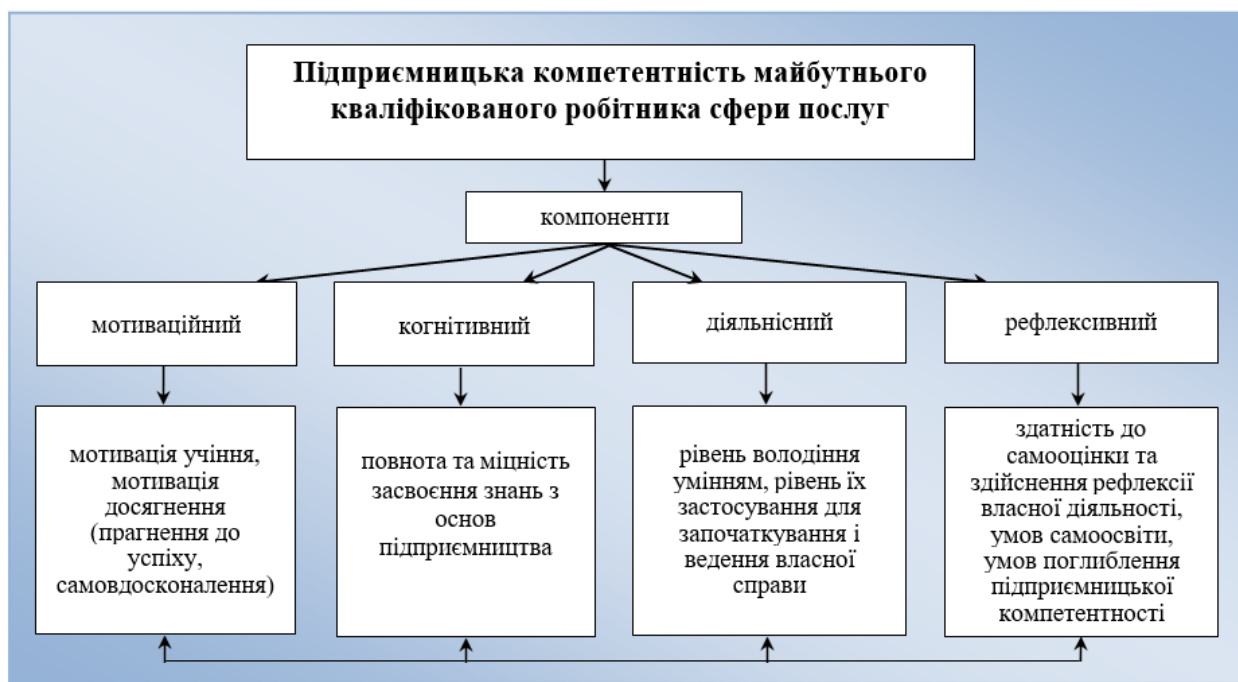 Підприємницька компетентність майбутнього
кваліфікованого робітника сфери послуг
компоненти
мотиваційний
когнітивний
діяльнісний
рефлексивний
мотивація учіння,
мотивація
досягнення
(прагнення до
успіху,
самовдосконалення)
повнота та міцність
засвоєння знань з
основ
підприємництва
рівень володіння
умінням, рівень їх
застосування для
започаткування і
ведення власної
справи
здатність до
самооцінки та
здійснення рефлексії
власної діяльності,
умов самоосвіти,
умов поглиблення
підприємницької
компетентності